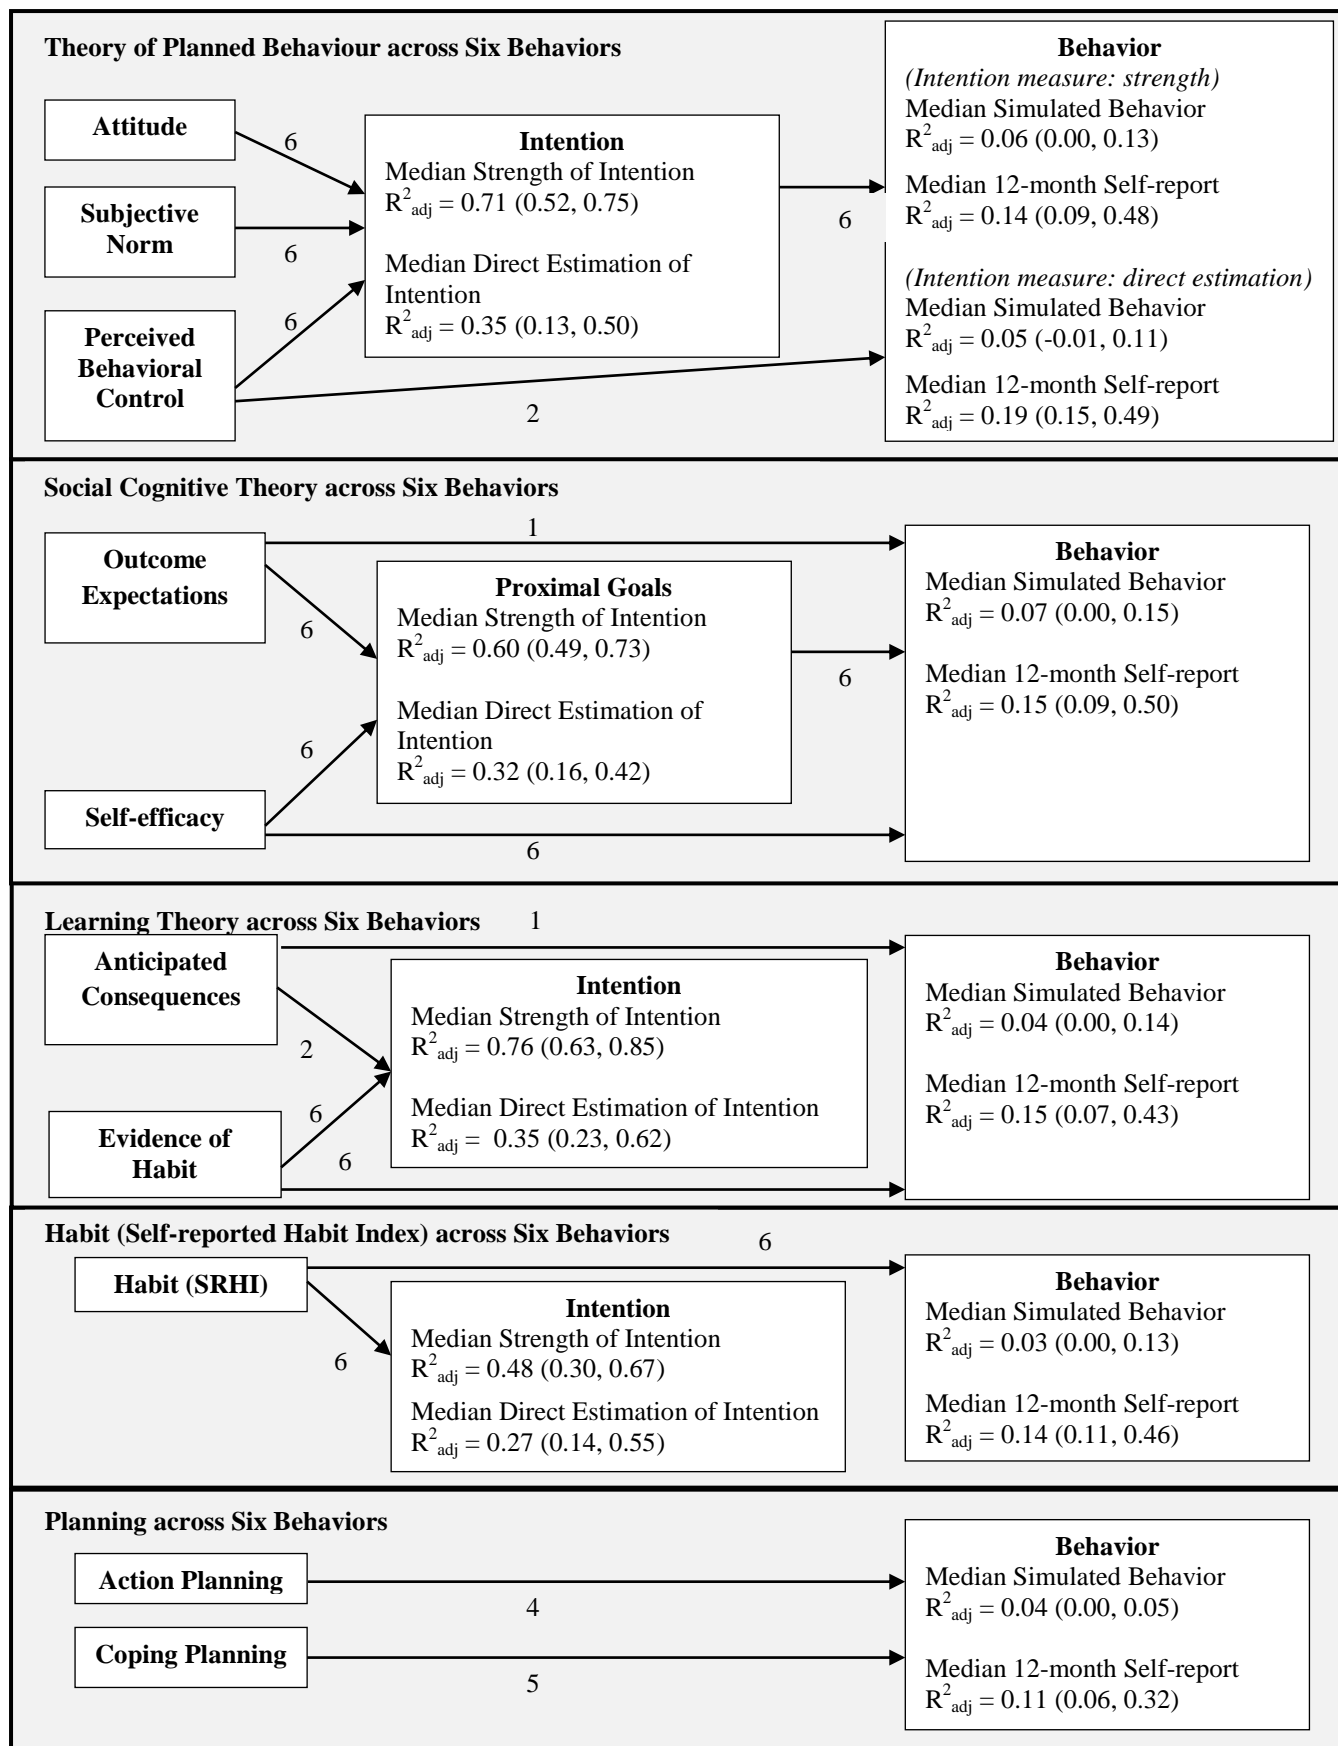 Theory of Planned Behaviour across Six Behaviors
Attitude
Subjective
Norm
Perceived
Behavioral
Control
6
6
6
2
Intention
Median Strength of Intention
R²adj = 0.71 (0.52, 0.75)
Median Direct Estimation of
Intention
R²adj = 0.35 (0.13, 0.50)
6
Behavior
(Intention measure: strength)
Median Simulated Behavior
R²adj = 0.06 (0.00, 0.13)
Median 12-month Self-report
R²adj = 0.14 (0.09, 0.48)
(Intention measure: direct estimation)
Median Simulated Behavior
R²adj = 0.05 (-0.01, 0.11)
Median 12-month Self-report
R²adj = 0.19 (0.15, 0.49)
Social Cognitive Theory across Six Behaviors
Outcome
Expectations
Self-efficacy
1
6
6
6
Proximal Goals
Median Strength of Intention
R²adj = 0.60 (0.49, 0.73)
Median Direct Estimation of
Intention
R²adj = 0.32 (0.16, 0.42)
6
Behavior
Median Simulated Behavior
R²adj = 0.07 (0.00, 0.15)
Median 12-month Self-report
R²adj = 0.15 (0.09, 0.50)
Learning Theory across Six Behaviors
Anticipated
Consequences
Evidence of
Habit
1
2
6
6
Intention
Median Strength of Intention
R²adj = 0.76 (0.63, 0.85)
Median Direct Estimation of Intention
R²adj = 0.35 (0.23, 0.62)
Behavior
Median Simulated Behavior
R²adj = 0.04 (0.00, 0.14)
Median 12-month Self-report
R²adj = 0.15 (0.07, 0.43)
Habit (Self-reported Habit Index) across Six Behaviors
Habit (SRHI)
6
6
Intention
Median Strength of Intention
R²adj = 0.48 (0.30, 0.67)
Median Direct Estimation of Intention
R²adj = 0.27 (0.14, 0.55)
Behavior
Median Simulated Behavior
R²adj = 0.03 (0.00, 0.13)
Median 12-month Self-report
R²adj = 0.14 (0.11, 0.46)
Planning across Six Behaviors
Action Planning
4
Coping Planning
5
Behavior
Median Simulated Behavior
R²adj = 0.04 (0.00, 0.05)
Median 12-month Self-report
R²adj = 0.11 (0.06, 0.32)